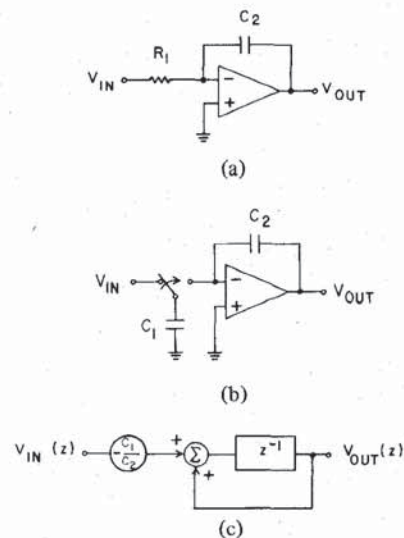 C2
R1
VIN
−
+
VOUT
(a)
C2
VIN
−
+
VOUT
C1
(b)
VIN (z)
−C1/C2
+
Σ
+
z−1
VOUT(z)
(c)